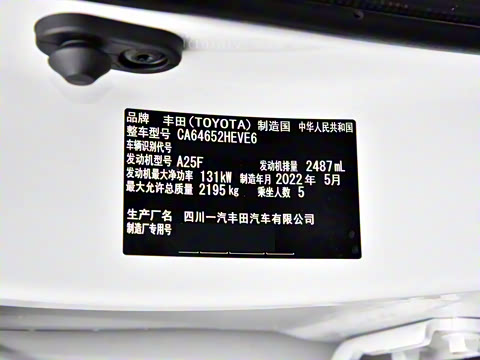 品牌 丰田(TOYOTA) 制造国 中华人民共和国
整车型号 CA64652HEVE6
车辆识别代号
发动机型号 A25F 发动机排量 2487mL
发动机最大净功率 131kW 制造年月 2022年 5月
最大允许总质量 2195kg 乘坐人数 5
生产厂名 四川一汽丰田汽车有限公司
制造厂专用号